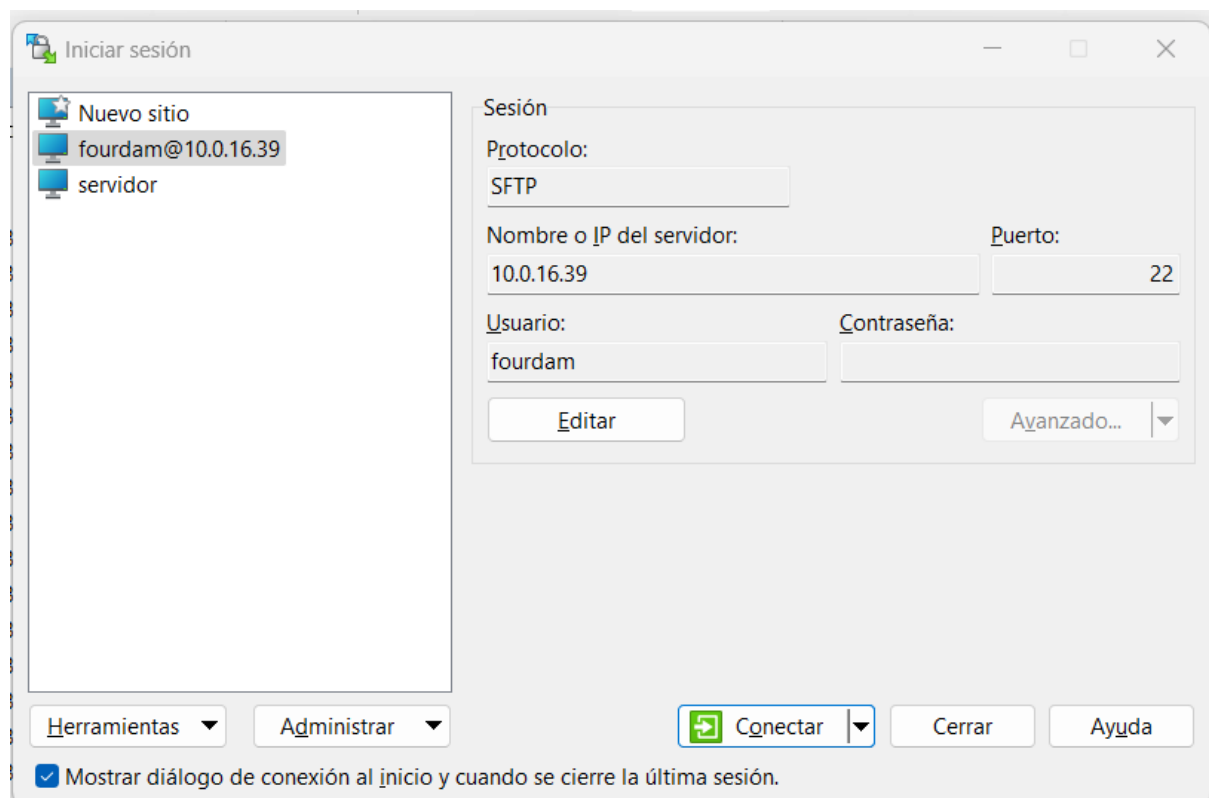 Iniciar sesión
Nuevo sitio
fourdam@10.0.16.39
servidor
Sesión
Protocolo:
SFTP
Nombre o IP del servidor:
Puerto:
10.0.16.39
22
Usuario:
Contraseña:
fourdam
Editar
Avanzado...
Herramientas
Administrar
Conectar
Cerrar
Ayuda
Mostrar diálogo de conexión al inicio y cuando se cierre la última sesión.